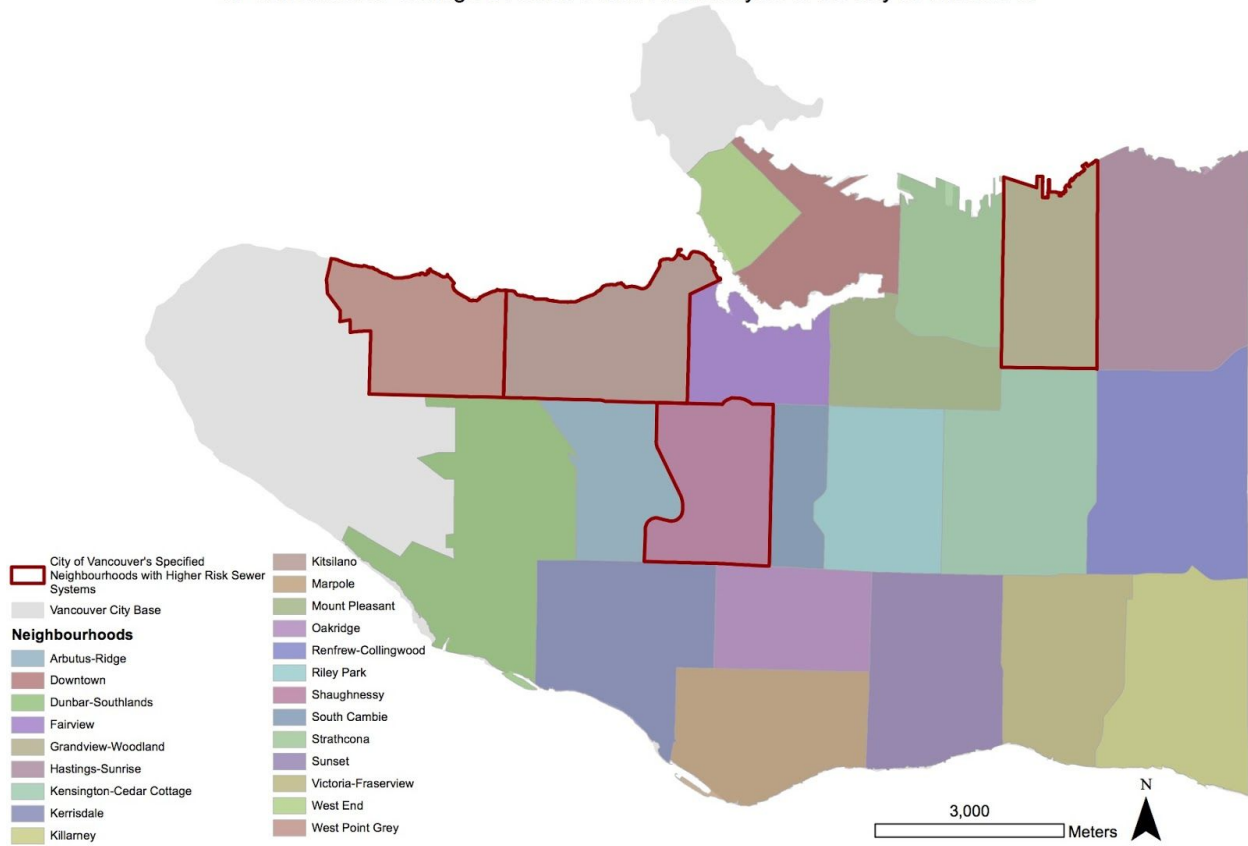 City of Vancouver's Specified
Neighbourhoods with Higher Risk Sewer
Systems
Vancouver City Base
Neighbourhoods
Arbutus-Ridge
Downtown
Dunbar-Southlands
Fairview
Grandview-Woodland
Hastings-Sunrise
Kensington-Cedar Cottage
Kerrisdale
Killarney
Kitsilano
Marpole
Mount Pleasant
Oakridge
Renfrew-Collingwood
Riley Park
Shaughnessy
South Cambie
Strathcona
Sunset
Victoria-Fraserview
West End
West Point Grey
3,000
Meters
N